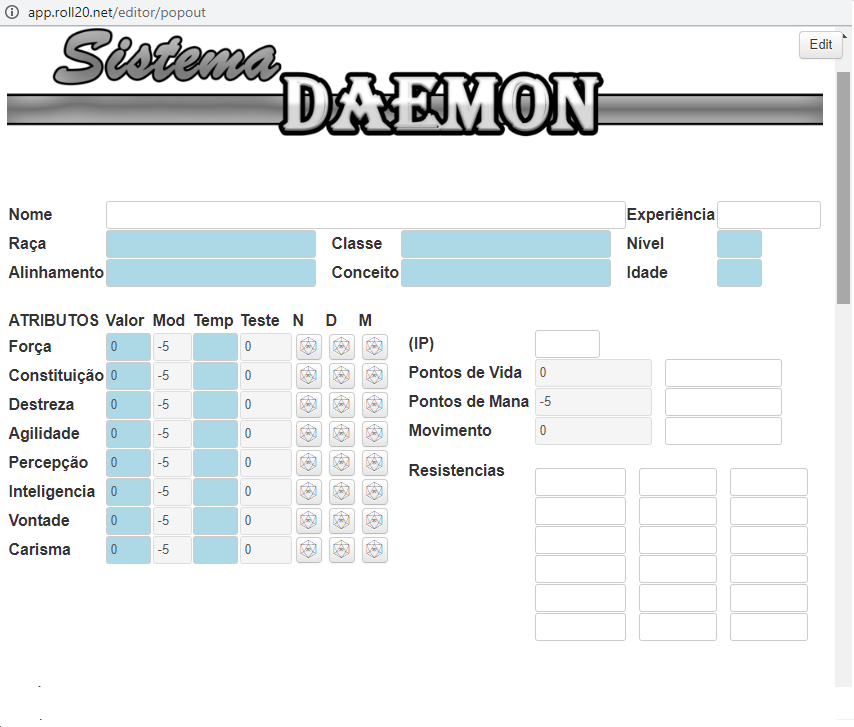 app.roll20.net/editor/popout
Edit
Sistema
DAEMON
Nome Experiência
Raça Classe Nível
Alinhamento Conceito Idade
ATRIBUTOS Valor Mod Temp Teste N D M
Força 0 -5 0
Constituição 0 -5 0
Destreza 0 -5 0
Agilidade 0 -5 0
Percepção 0 -5 0
Inteligencia 0 -5 0
Vontade 0 -5 0
Carisma 0 -5 0
(IP)
Pontos de Vida 0
Pontos de Mana -5
Movimento 0
Resistencias